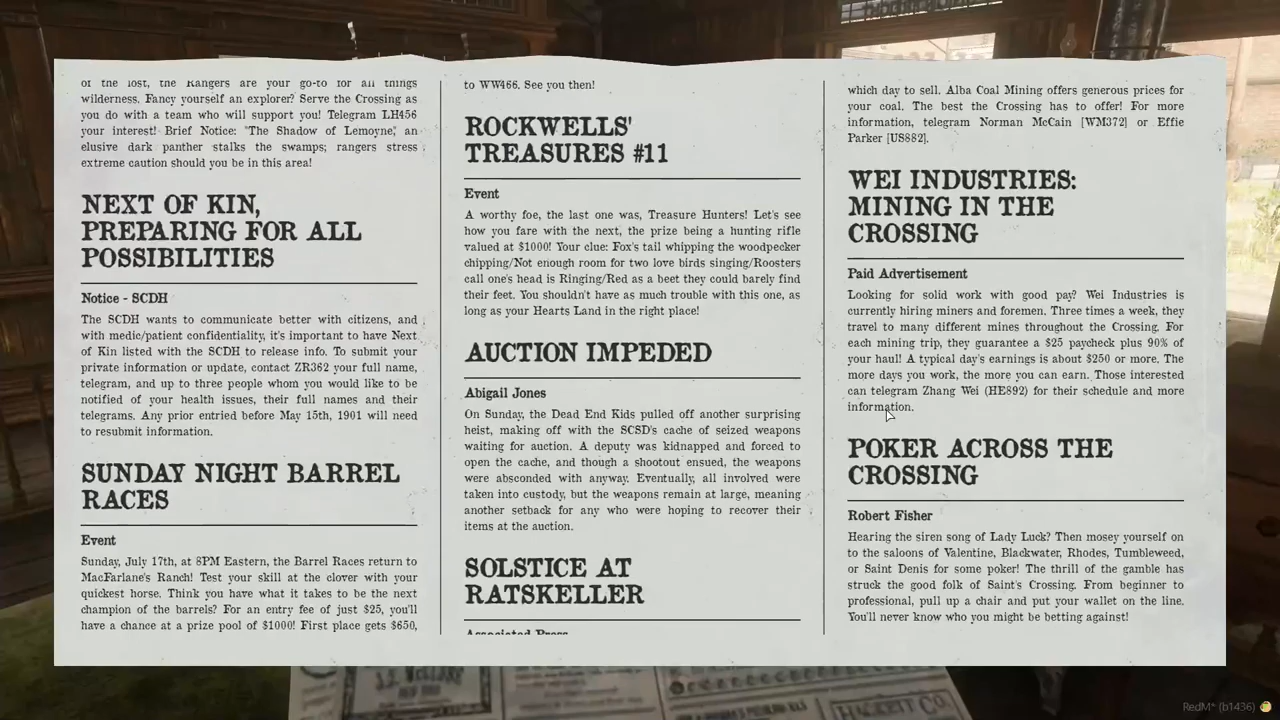 of the lost, the Rangers are your go-to for all things
wilderness. Fancy yourself an explorer? Serve the Crossing as
you do with a team who will support you! Telegram LH456
your interest! Brief Notice: "The Shadow of Lemoyne," an
elusive dark panther stalks the swamps; rangers stress
extreme caution should you be in this area!
NEXT OF KIN,
PREPARING FOR ALL
POSSIBILITIES
Notice - SCDH
The SCDH wants to communicate better with citizens, and
with medic/patient confidentiality, it's important to have Next
of Kin listed with the SCDH to release info. To submit your
private information or update, contact ZR362 your full name,
telegram, and up to three people whom you would like to be
notified of your health issues, their full names and their
telegrams. Any prior entried before May 15th, 1901 will need
to resubmit information.
SUNDAY NIGHT BARREL
RACES
Event
Sunday, July 17th, at 8PM Eastern, the Barrel Races return to
MacFarlane's Ranch! Test your skill at the clover with your
quickest horse. Think you have what it takes to be the next
champion of the barrels? For an entry fee of just $25, you'll
have a chance at a prize pool of $1000! First place gets $650,
to WW466. See you then!
ROCKWELLS'
TREASURES #11
Event
A worthy foe, the last one was, Treasure Hunters! Let's see
how you fare with the next, the prize being a hunting rifle
valued at $1000! Your clue: Fox's tail whipping the woodpecker
chipping/Not enough room for two love birds singing/Roosters
call one's head is Ringing/Red as a beet they could barely find
their feet. You shouldn't have as much trouble with this one, as
long as your Hearts Land in the right place!
AUCTION IMPEDED
Abigail Jones
On Sunday, the Dead End Kids pulled off another surprising
heist, making off with the SCSD's cache of seized weapons
waiting for auction. A deputy was kidnapped and forced to
open the cache, and though a shootout ensued, the weapons
were absconded with anyway. Eventually, all involved were
taken into custody, but the weapons remain at large, meaning
another setback for any who were hoping to recover their
items at the auction.
SOLSTICE AT
RATSKELLER
Associated Press
which day to sell. Alba Coal Mining offers generous prices for
your coal. The best the Crossing has to offer! For more
information, telegram Norman McCain [WM372] or Effie
Parker [US882].
WEI INDUSTRIES:
MINING IN THE
CROSSING
Paid Advertisement
Looking for solid work with good pay? Wei Industries is
currently hiring miners and foremen. Three times a week, they
travel to many different mines throughout the Crossing. For
each mining trip, they guarantee a $25 paycheck plus 90% of
your haul! A typical day's earnings is about $250 or more. The
more days you work, the more you can earn. Those interested
can telegram Zhang Wei (HE892) for their schedule and more
information.
POKER ACROSS THE
CROSSING
Robert Fisher
Hearing the siren song of Lady Luck? Then mosey yourself on
to the saloons of Valentine, Blackwater, Rhodes, Tumbleweed,
or Saint Denis for some poker! The thrill of the gamble has
struck the good folk of Saint's Crossing. From beginner to
professional, pull up a chair and put your wallet on the line.
You'll never know who you might be betting against!
RedM* (b1436)